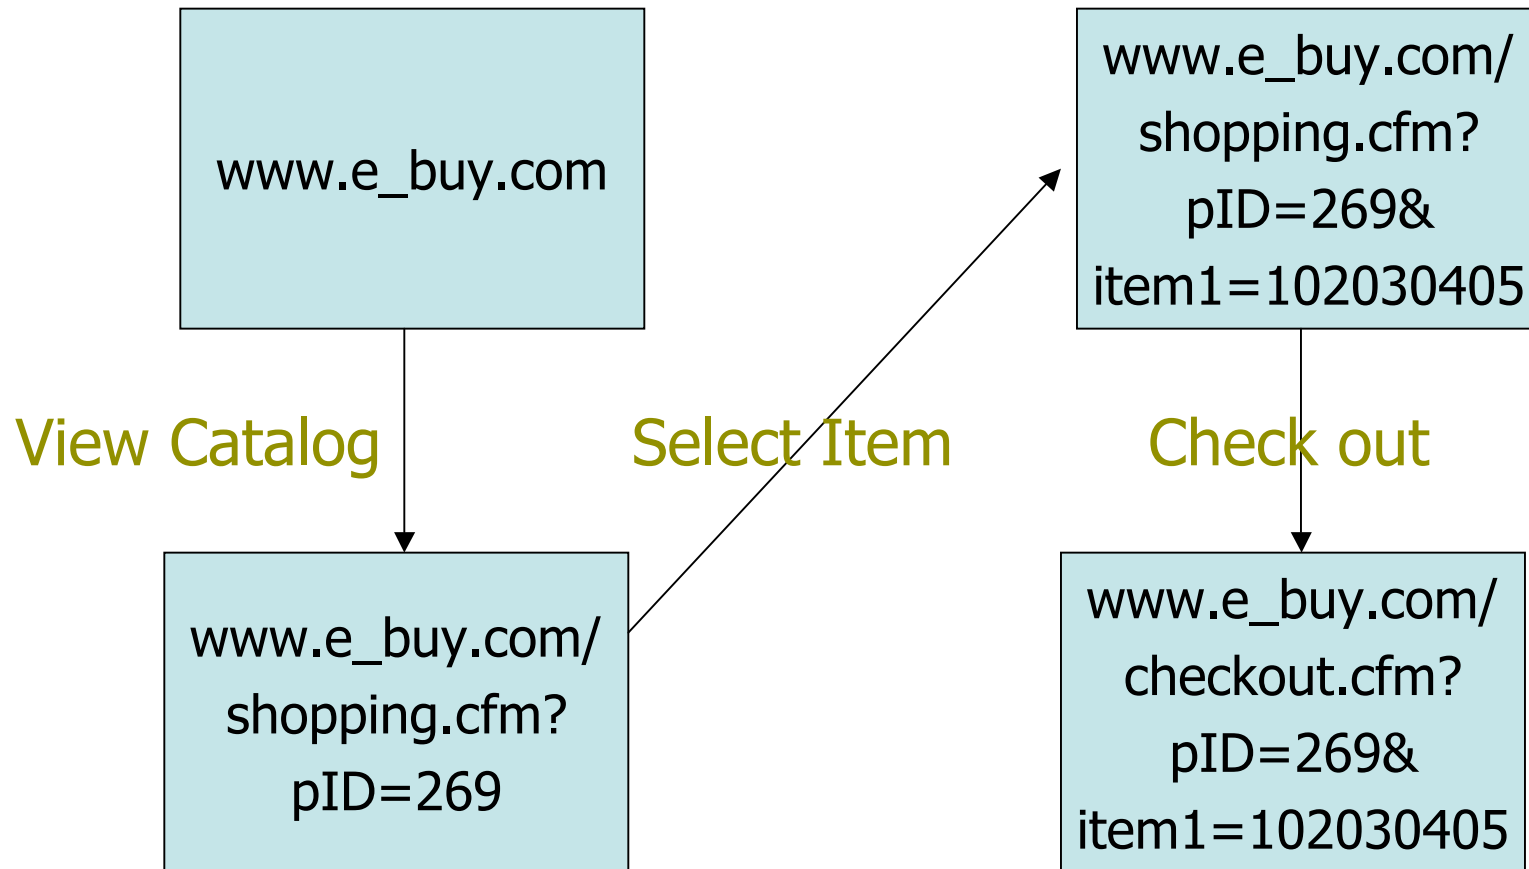 www.e_buy.com
View Catalog
www.e_buy.com/
shopping.cfm?
pID=269
Select Item
www.e_buy.com/
shopping.cfm?
pID=269&
item1=102030405
Check out
www.e_buy.com/
checkout.cfm?
pID=269&
item1=102030405